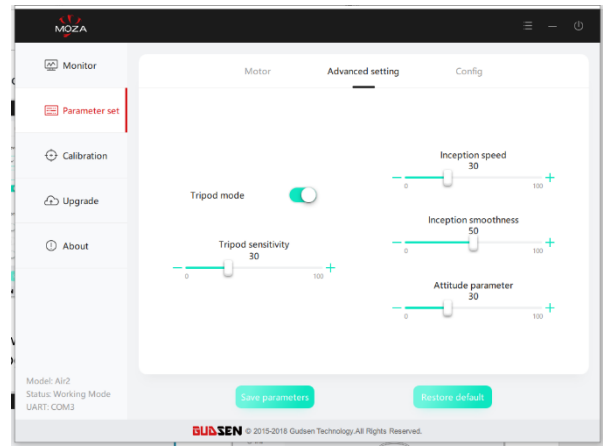 MOZA
Monitor
Parameter set
Calibration
Upgrade
About
Motor
Advanced setting
Config
Tripod mode
Tripod sensitivity
30
0 100
Inception speed
30
0 100
Inception smoothness
50
0 100
Attitude parameter
30
0 100
Model: Air2
Status: Working Mode
UART: COM3
Save parameters
Restore default
GUDSEN © 2015-2018 Gudsen Technology.All Rights Reserved.